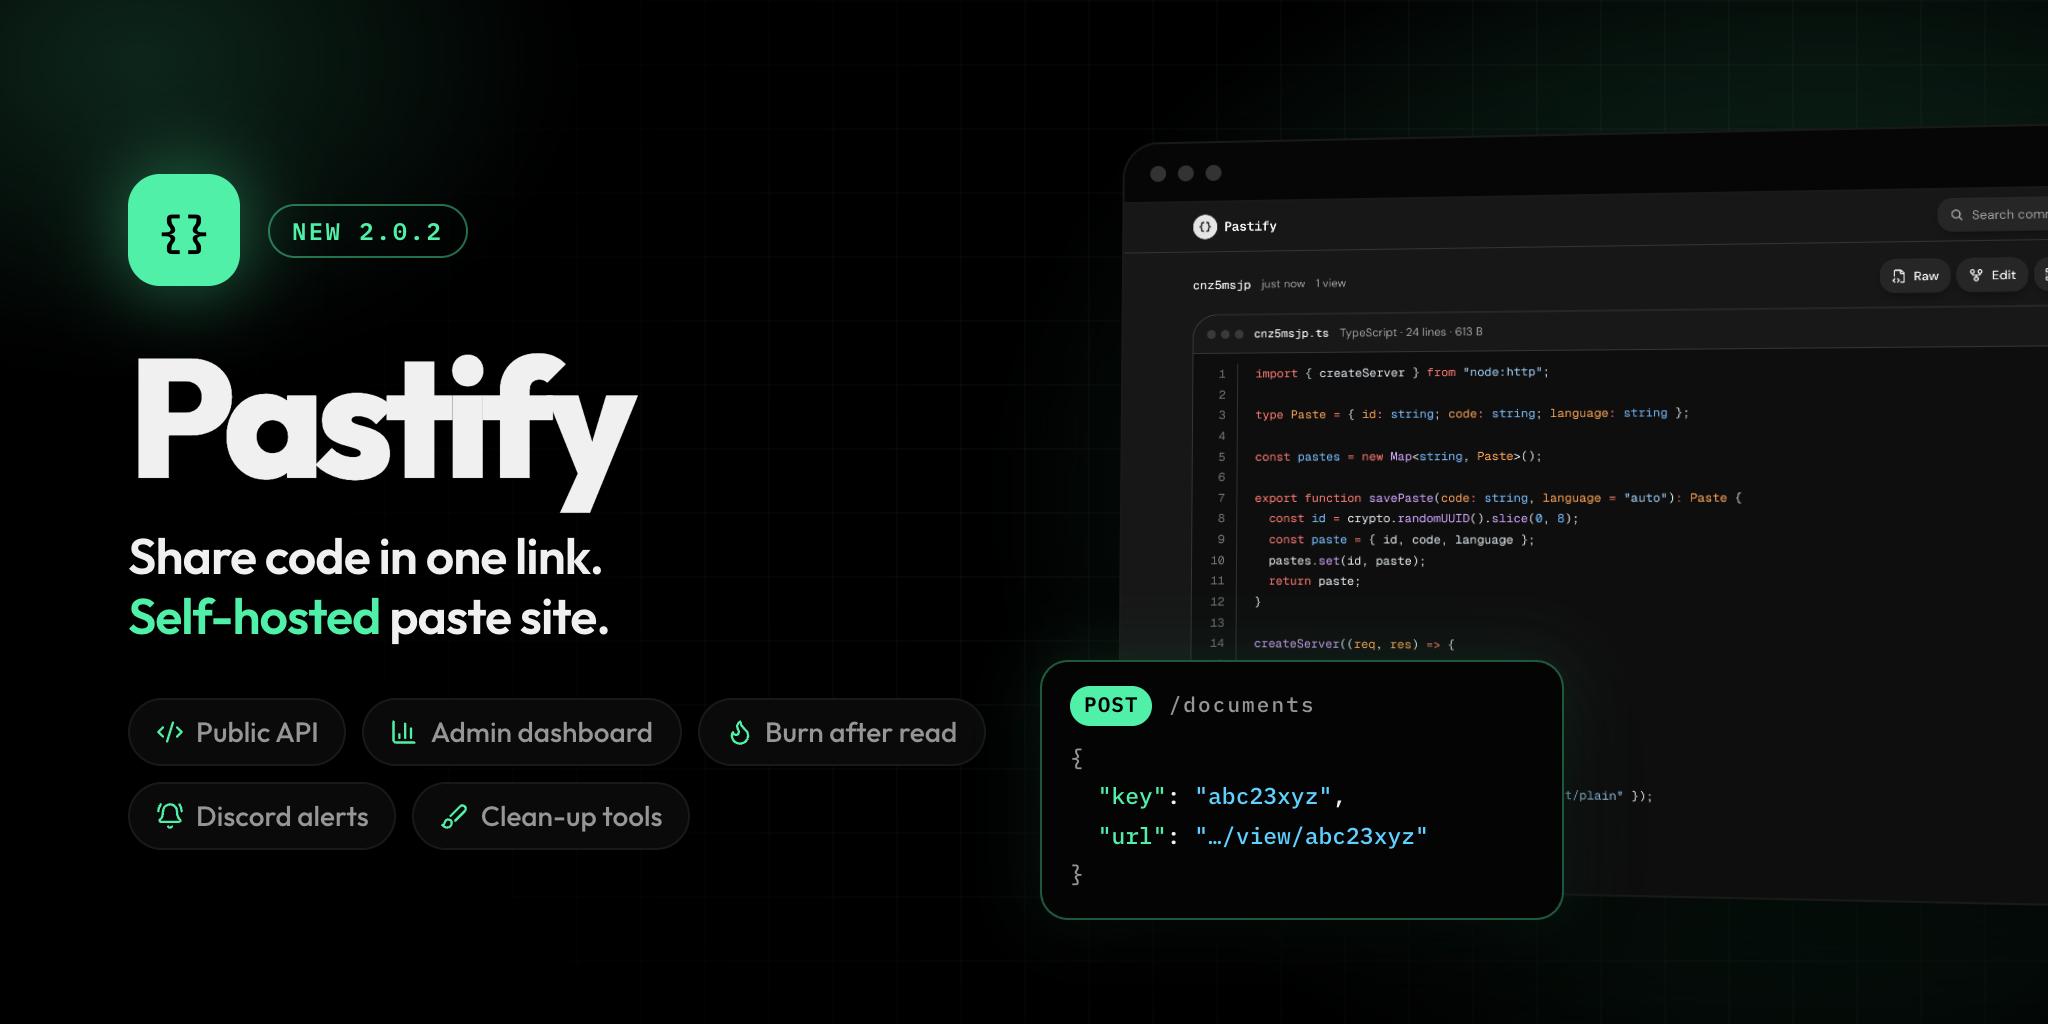 {}
NEW 2.0.2
Pastify
Share code in one link.
Self-hosted paste site.
Public API
Admin dashboard
Burn after read
Discord alerts
Clean-up tools
{} Pastify
Search com
cnz5msjp just now 1 view
Raw
Edit
cnz5msjp.ts TypeScript · 24 lines · 613 B
1 import { createServer } from "node:http";
2
3 type Paste = { id: string; code: string; language: string };
4
5 const pastes = new Map<string, Paste>();
6
7 export function savePaste(code: string, language = "auto"): Paste {
8 const id = crypto.randomUUID().slice(0, 8);
9 const paste = { id, code, language };
10 pastes.set(id, paste);
11 return paste;
12 }
13
14 createServer((req, res) => {
t/plain" });
POST /documents
{
"key": "abc23xyz",
"url": "…/view/abc23xyz"
}